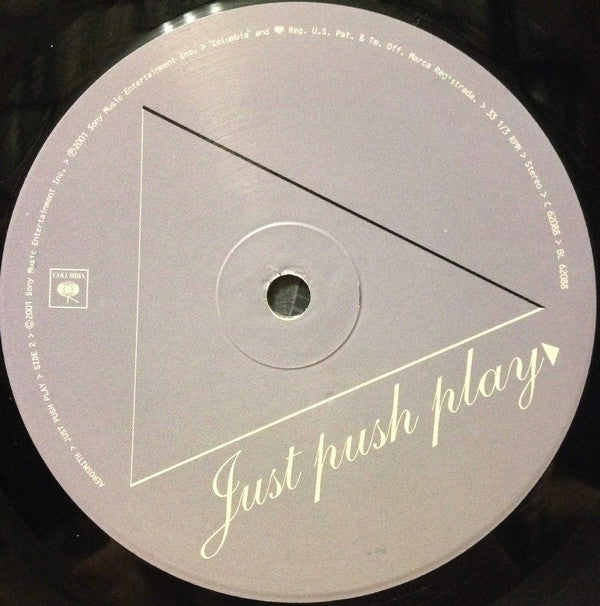 AEROSMITH > JUST PUSH PLAY > SIDE 2 > ©2001 Sony Music Entertainment Inc. > ℗2001 Sony Music Entertainment Inc. > "Columbia" and Reg. U.S. Pat. & Tm. Off. Marca Registrada. > 33 1/3 RPM > Stereo > C 62088 > BL 62088
COLUMBIA
Just push play